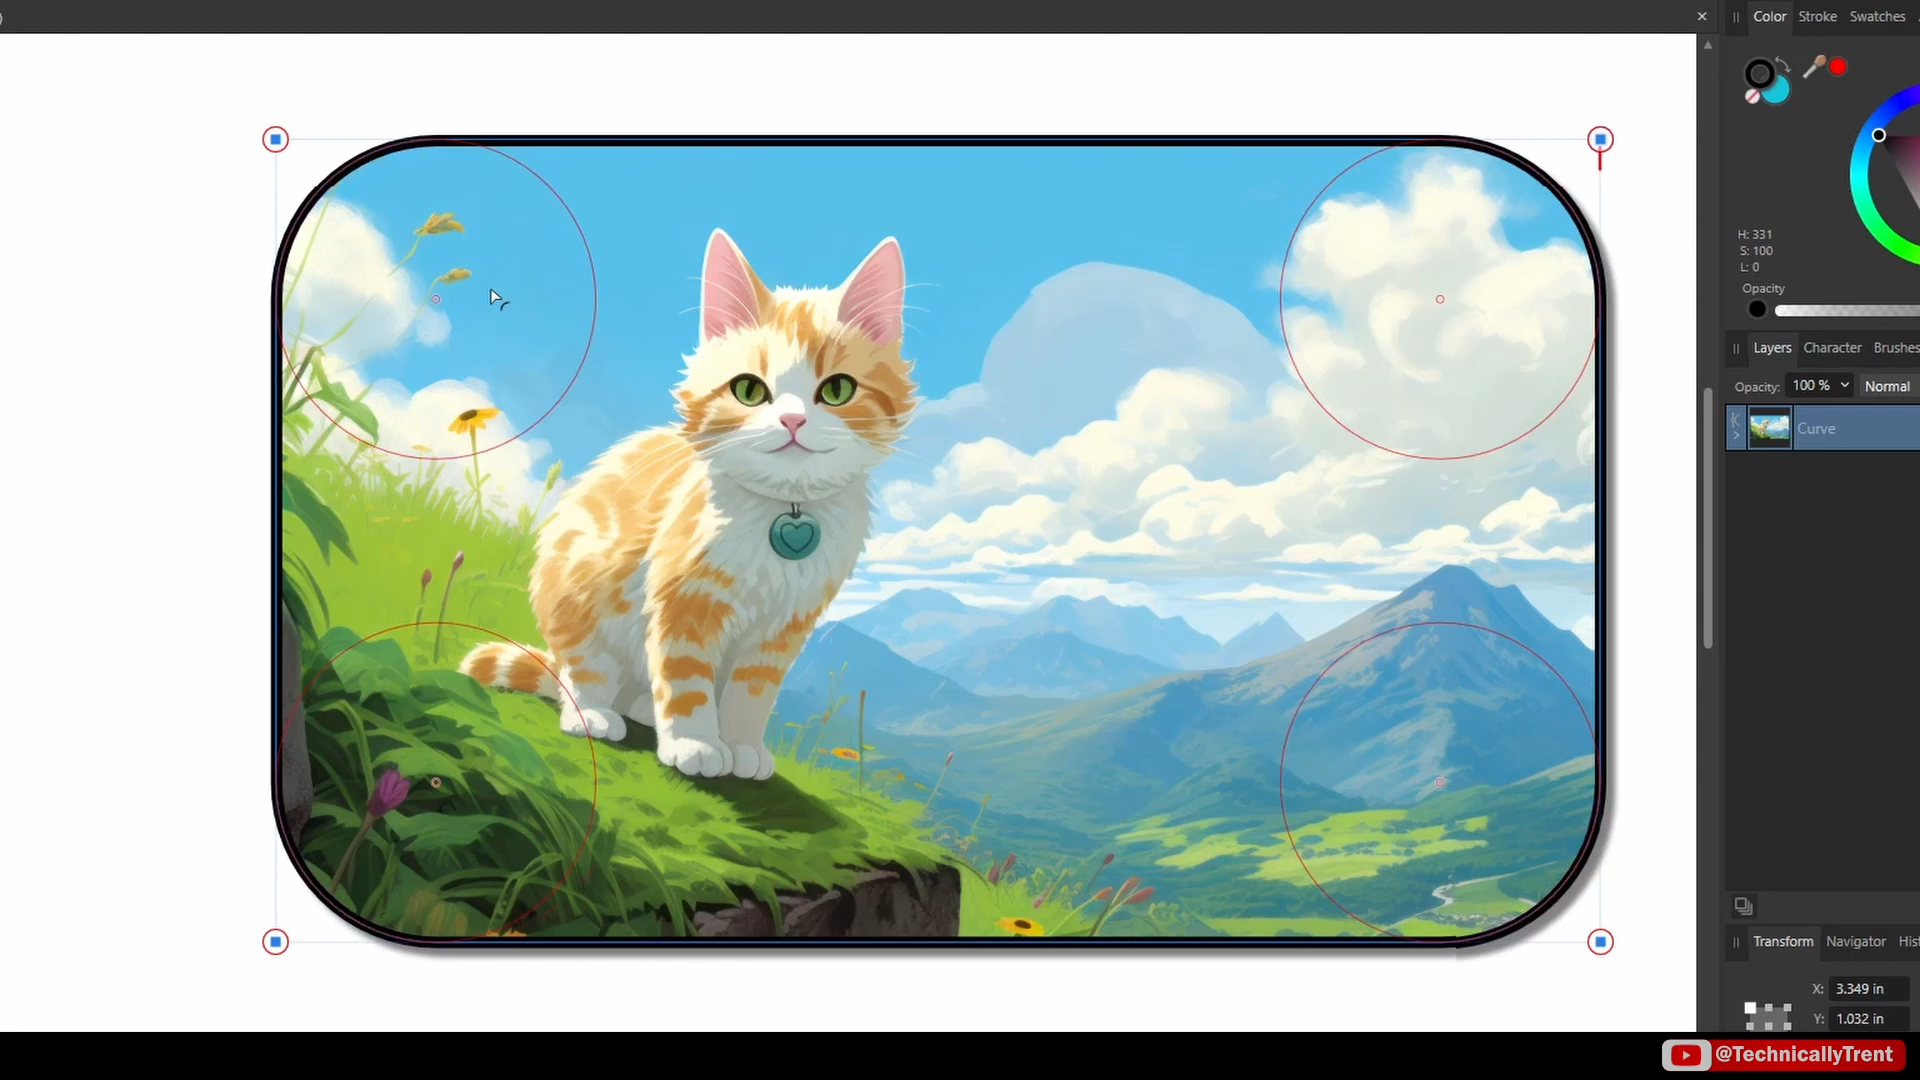 Color Stroke Swatches
H: 331
S: 100
L: 0
Opacity
Layers Character Brushes
Opacity: 100 % Normal
Curve
Transform Navigator Hist
X: 3.349 in
Y: 1.032 in
@TechnicallyTrent